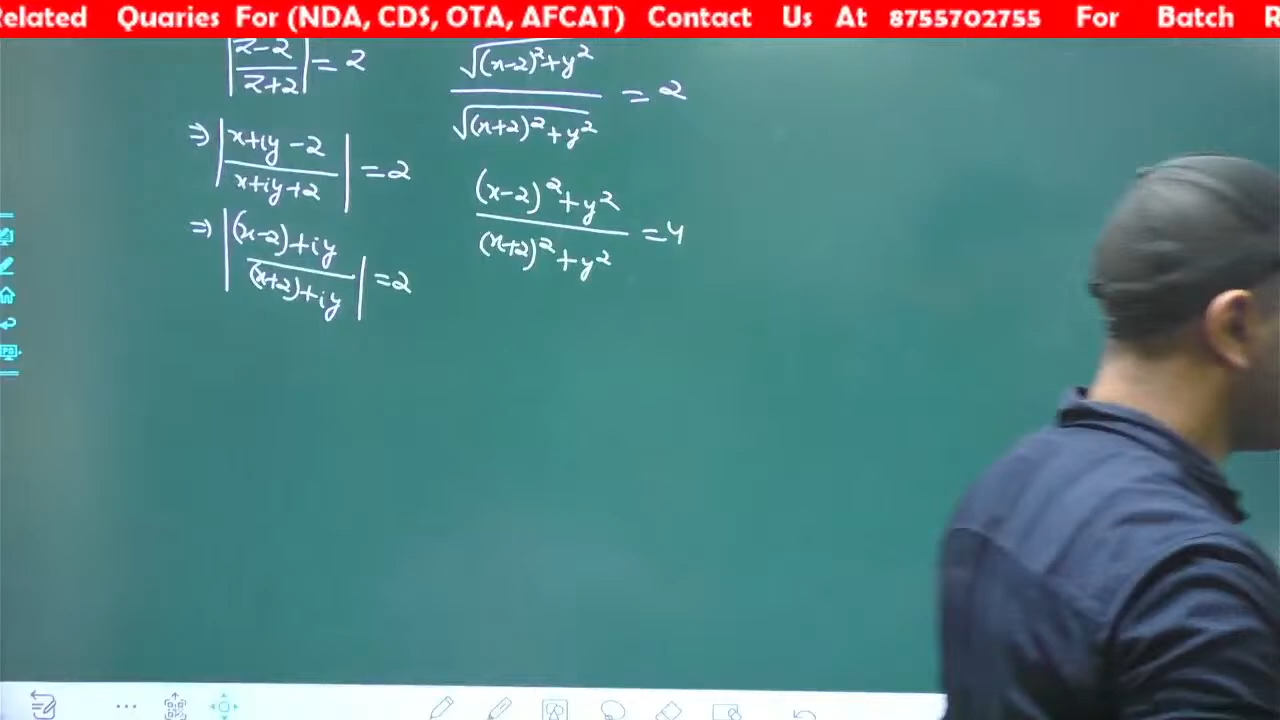 Related Quaries For (NDA, CDS, OTA, AFCAT) Contact Us At 8755702755 For Batch R
|z-2/z+2| = 2
⇒ |x+iy-2/x+iy+2| = 2
⇒ |(x-2)+iy/(x+2)+iy| = 2
√(x-2)²+y²/√(x+2)²+y² = 2
(x-2)²+y²/(x+2)²+y² = 4